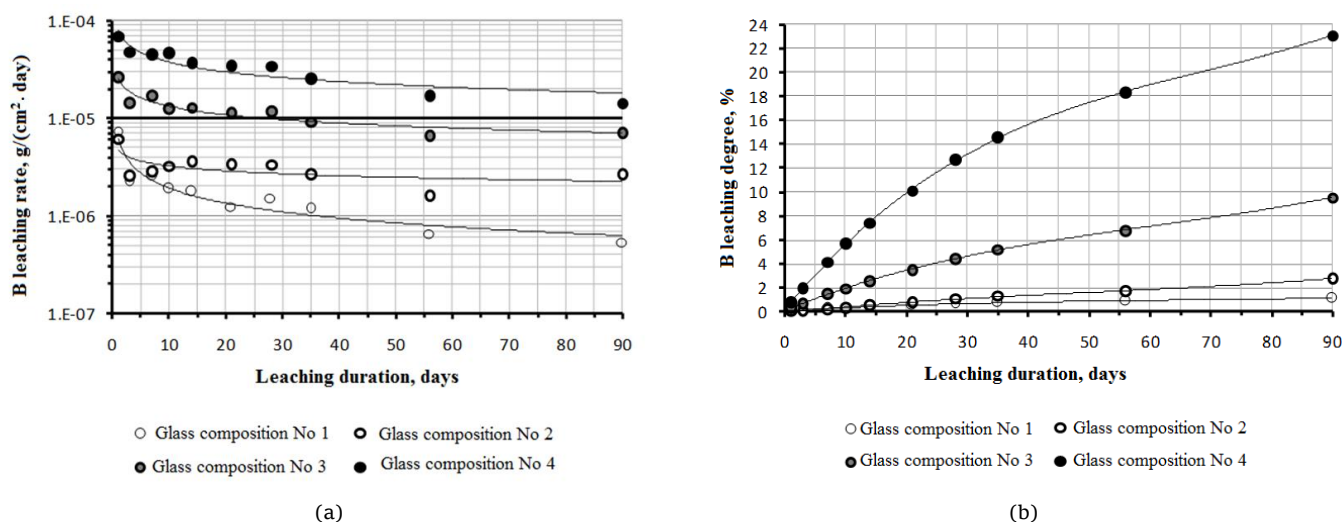 B leaching rate, g/(cm²· day)
1.E-04
1.E-05
1.E-06
1.E-07
0 10 20 30 40 50 60 70 80 90
Leaching duration, days
Glass composition No 1
Glass composition No 2
Glass composition No 3
Glass composition No 4
(a)
B leaching degree, %
24
22
20
18
16
14
12
10
8
6
4
2
0
0 10 20 30 40 50 60 70 80 90
Leaching duration, days
Glass composition No 1
Glass composition No 2
Glass composition No 3
Glass composition No 4
(b)